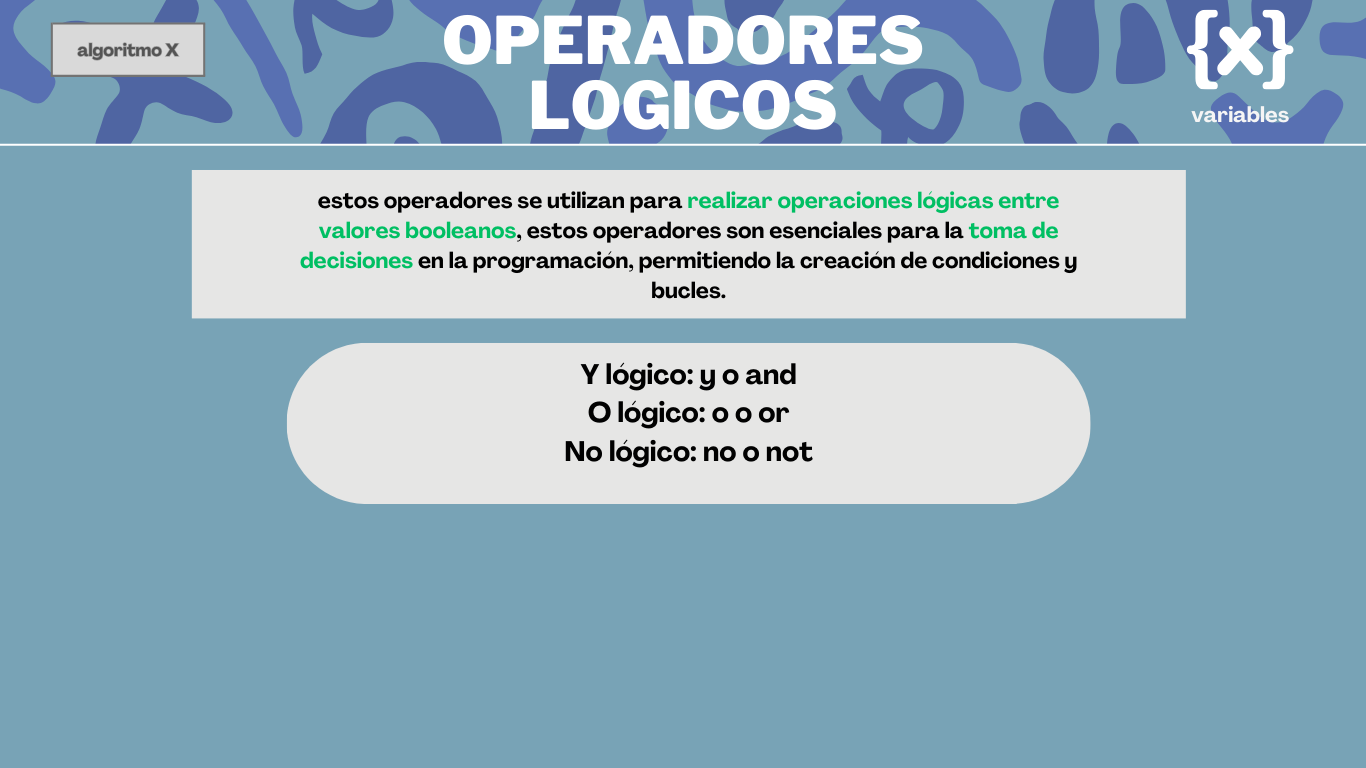 algoritmo X
OPERADORES
LOGICOS
{x}
variables
estos operadores se utilizan para realizar operaciones lógicas entre
valores booleanos, estos operadores son esenciales para la toma de
decisiones en la programación, permitiendo la creación de condiciones y
bucles.
Y lógico: y o and
O lógico: o o or
No lógico: no o not